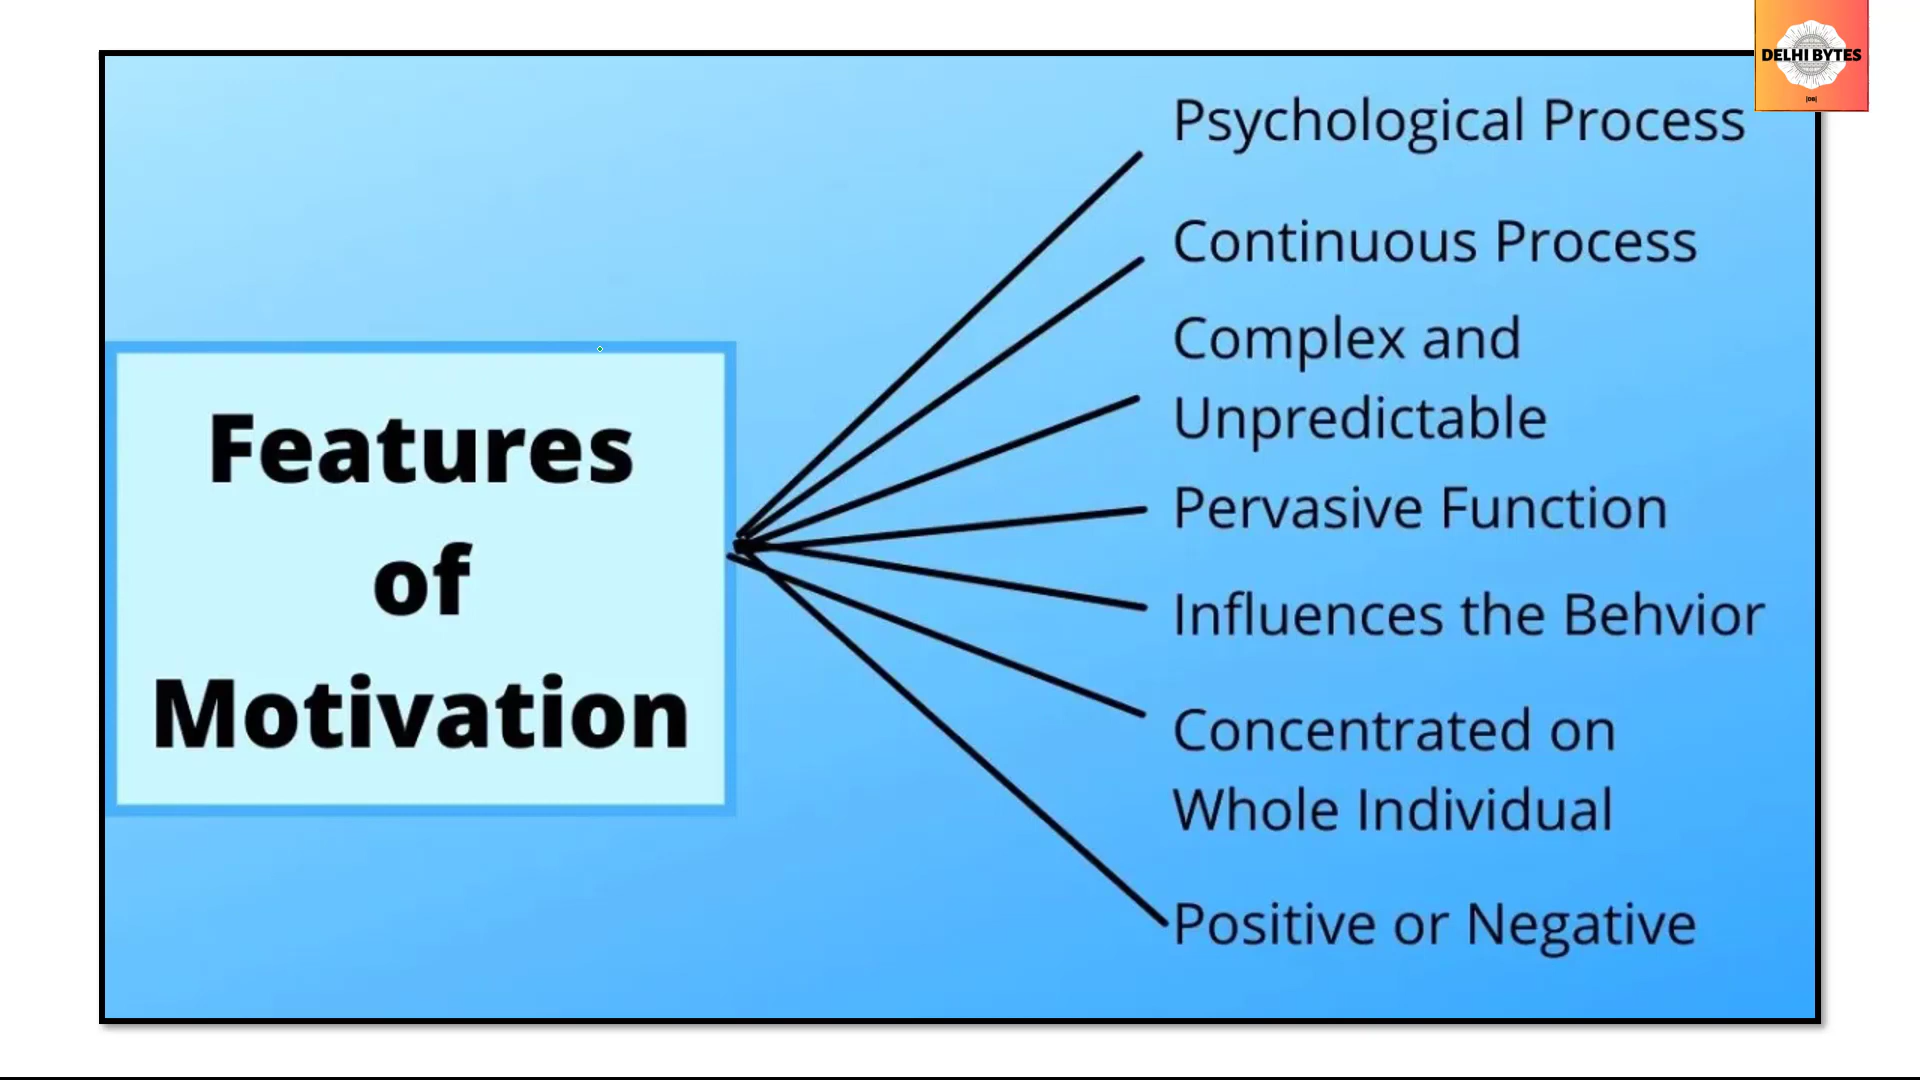 DELHI BYTES
|DB|
Features
of
Motivation
Psychological Process
Continuous Process
Complex and
Unpredictable
Pervasive Function
Influences the Behvior
Concentrated on
Whole Individual
Positive or Negative